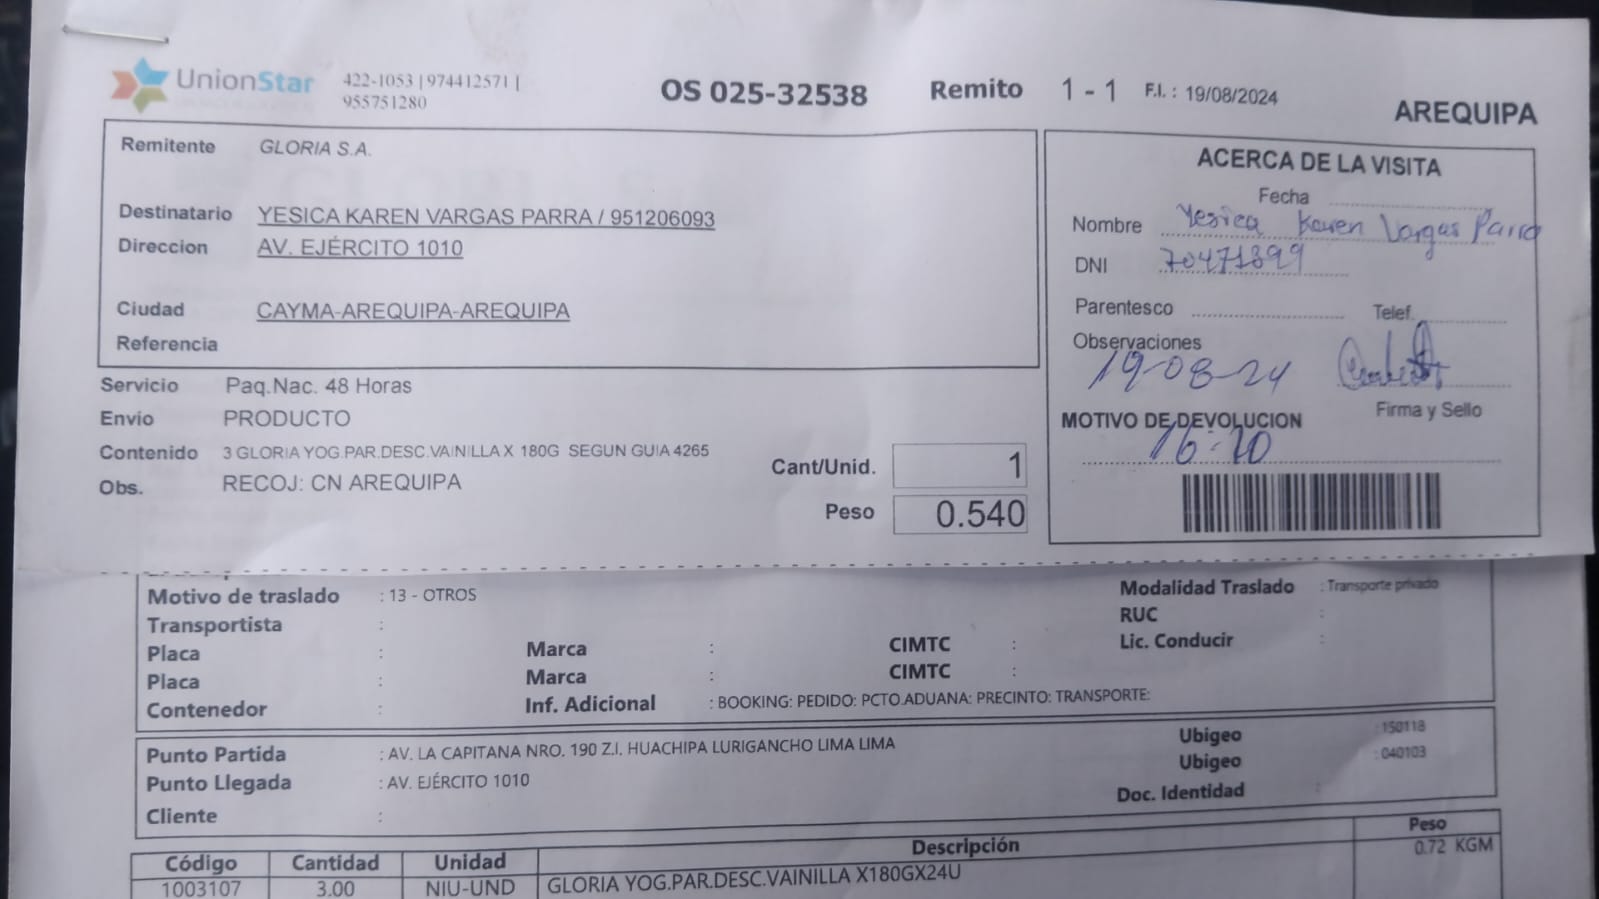 UnionStar 422-1053 | 974412571 | 955751280 OS 025-32538 Remito 1 - 1 F.I. : 19/08/2024 AREQUIPA
Remitente GLORIA S.A.
Destinatario YESICA KAREN VARGAS PARRA / 951206093
Direccion AV. EJÉRCITO 1010
Ciudad CAYMA-AREQUIPA-AREQUIPA
Referencia
Servicio Paq.Nac. 48 Horas
Envio PRODUCTO
Contenido 3 GLORIA YOG.PAR.DESC.VAINILLA X 180G SEGUN GUIA 4265
Obs. RECOJ: CN AREQUIPA
Cant/Unid. 1
Peso 0.540
ACERCA DE LA VISITA
Fecha
Nombre Yesica Karen Vargas Parra
DNI 70471899
Parentesco Telef.
Observaciones
19-08-24
Firma y Sello
MOTIVO DE DEVOLUCION
16:20
Motivo de traslado : 13 - OTROS Modalidad Traslado : Transporte privado
Transportista : RUC :
Placa : Marca : CIMTC : Lic. Conducir :
Placa : Marca : CIMTC :
Contenedor : Inf. Adicional : BOOKING: PEDIDO: PCTO.ADUANA: PRECINTO: TRANSPORTE:
Punto Partida : AV. LA CAPITANA NRO. 190 Z.I. HUACHIPA LURIGANCHO LIMA LIMA Ubigeo : 150118
Punto Llegada : AV. EJÉRCITO 1010 Ubigeo : 040103
Cliente : Doc. Identidad :
Código Cantidad Unidad Descripción Peso
1003107 3.00 NIU-UND GLORIA YOG.PAR.DESC.VAINILLA X180GX24U 0.72 KGM